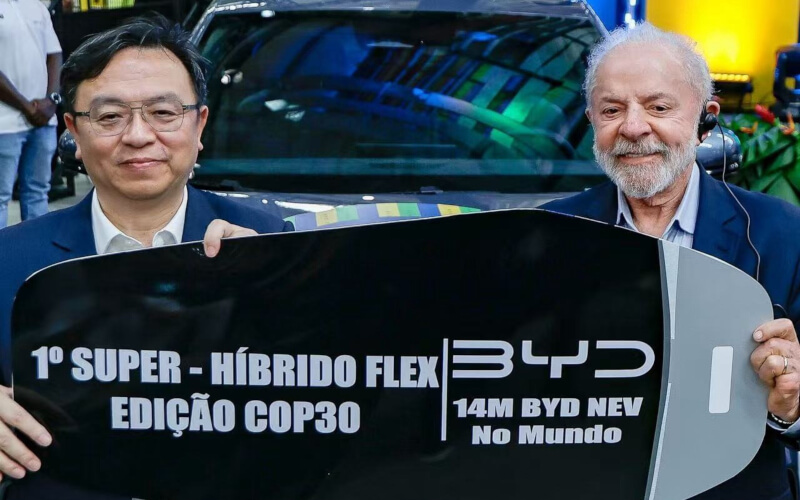 1º SUPER - HÍBRIDO FLEX
EDIÇÃO COP30
BYD
14M BYD NEV
No Mundo